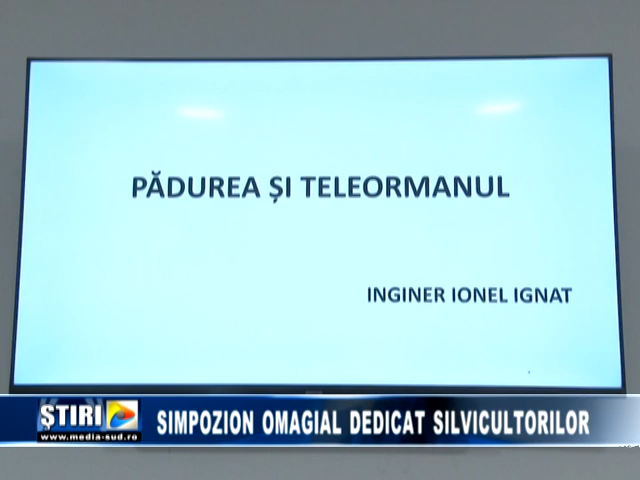 PĂDUREA ȘI TELEORMANUL
INGINER IONEL IGNAT
ȘTIRI
www.media-sud.ro
SIMPOZION OMAGIAL DEDICAT SILVICULTORILOR